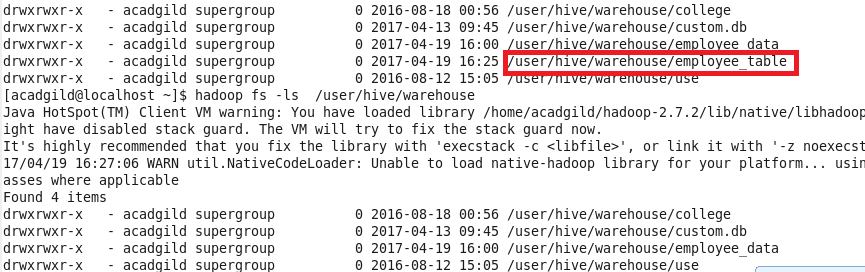 drwxrwxr-x   - acadgild supergroup          0 2016-08-18 00:56 /user/hive/warehouse/college
drwxrwxr-x   - acadgild supergroup          0 2017-04-13 09:45 /user/hive/warehouse/custom.db
drwxrwxr-x   - acadgild supergroup          0 2017-04-19 16:00 /user/hive/warehouse/employee_data
drwxrwxr-x   - acadgild supergroup          0 2017-04-19 16:25 /user/hive/warehouse/employee_table
drwxrwxr-x   - acadgild supergroup          0 2016-08-12 15:05 /user/hive/warehouse/use
[acadgild@localhost ~]$ hadoop fs -ls  /user/hive/warehouse
Java HotSpot(TM) Client VM warning: You have loaded library /home/acadgild/hadoop-2.7.2/lib/native/libhadoop
ight have disabled stack guard. The VM will try to fix the stack guard now.
It's highly recommended that you fix the library with 'execstack -c <libfile>', or link it with '-z noexecst
17/04/19 16:27:06 WARN util.NativeCodeLoader: Unable to load native-hadoop library for your platform... usin
asses where applicable
Found 4 items
drwxrwxr-x   - acadgild supergroup          0 2016-08-18 00:56 /user/hive/warehouse/college
drwxrwxr-x   - acadgild supergroup          0 2017-04-13 09:45 /user/hive/warehouse/custom.db
drwxrwxr-x   - acadgild supergroup          0 2017-04-19 16:00 /user/hive/warehouse/employee_data
drwxrwxr-x   - acadgild supergroup          0 2016-08-12 15:05 /user/hive/warehouse/use